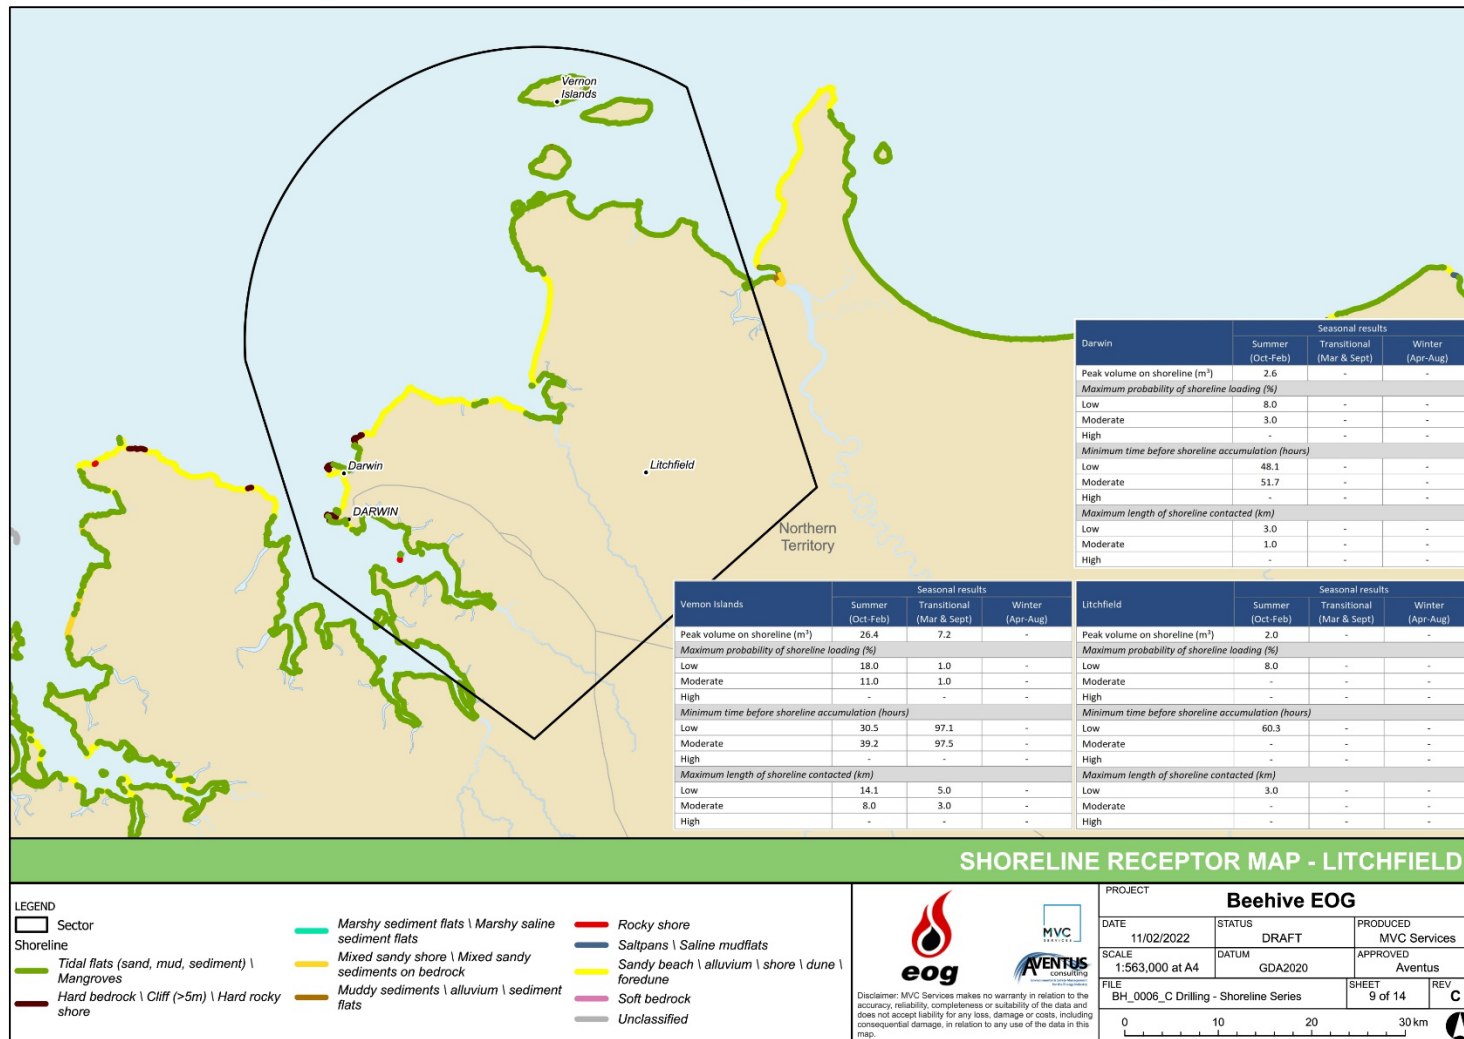 Vernon
Islands
Darwin
DARWIN
Litchfield
Northern
Territory
Darwin
Seasonal results
Summer (Oct-Feb) Transitional (Mar & Sept) Winter (Apr-Aug)
Peak volume on shoreline (m³) 2.6 - -
Maximum probability of shoreline loading (%)
Low 8.0 - -
Moderate 3.0 - -
High - - -
Minimum time before shoreline accumulation (hours)
Low 48.1 - -
Moderate 51.7 - -
High - - -
Maximum length of shoreline contacted (km)
Low 3.0 - -
Moderate 1.0 - -
High - - -
Vernon Islands
Seasonal results
Summer (Oct-Feb) Transitional (Mar & Sept) Winter (Apr-Aug)
Peak volume on shoreline (m³) 26.4 7.2 -
Maximum probability of shoreline loading (%)
Low 18.0 1.0 -
Moderate 11.0 1.0 -
High - - -
Minimum time before shoreline accumulation (hours)
Low 30.5 97.1 -
Moderate 39.2 97.5 -
High - - -
Maximum length of shoreline contacted (km)
Low 14.1 5.0 -
Moderate 8.0 3.0 -
High - - -
Litchfield
Seasonal results
Summer (Oct-Feb) Transitional (Mar & Sept) Winter (Apr-Aug)
Peak volume on shoreline (m³) 2.0 - -
Maximum probability of shoreline loading (%)
Low 8.0 - -
Moderate - - -
High - - -
Minimum time before shoreline accumulation (hours)
Low 60.3 - -
Moderate - - -
High - - -
Maximum length of shoreline contacted (km)
Low 3.0 - -
Moderate - - -
High - - -
SHORELINE RECEPTOR MAP - LITCHFIELD
LEGEND
Sector
Shoreline
Tidal flats (sand, mud, sediment) \
Mangroves
Hard bedrock \ Cliff (>5m) \ Hard rocky
shore
Marshy sediment flats \ Marshy saline
sediment flats
Mixed sandy shore \ Mixed sandy
sediments on bedrock
Muddy sediments \ alluvium \ sediment
flats
Rocky shore
Saltpans \ Saline mudflats
Sandy beach \ alluvium \ shore \ dune \
foredune
Soft bedrock
Unclassified
eog
MVC
SERVICES
AVENTUS
consulting
Disclaimer: MVC Services makes no warranty in relation to the
accuracy, reliability, completeness or suitability of the data and
does not accept liability for any loss, damage or costs, including
consequential damage, in relation to any use of the data in this
map.
PROJECT
Beehive EOG
DATE
11/02/2022
STATUS
DRAFT
PRODUCED
MVC Services
SCALE
1:563,000 at A4
DATUM
GDA2020
APPROVED
Aventus
FILE
BH_0006_C Drilling - Shoreline Series
SHEET
9 of 14
REV
C
0 10 20 30 km